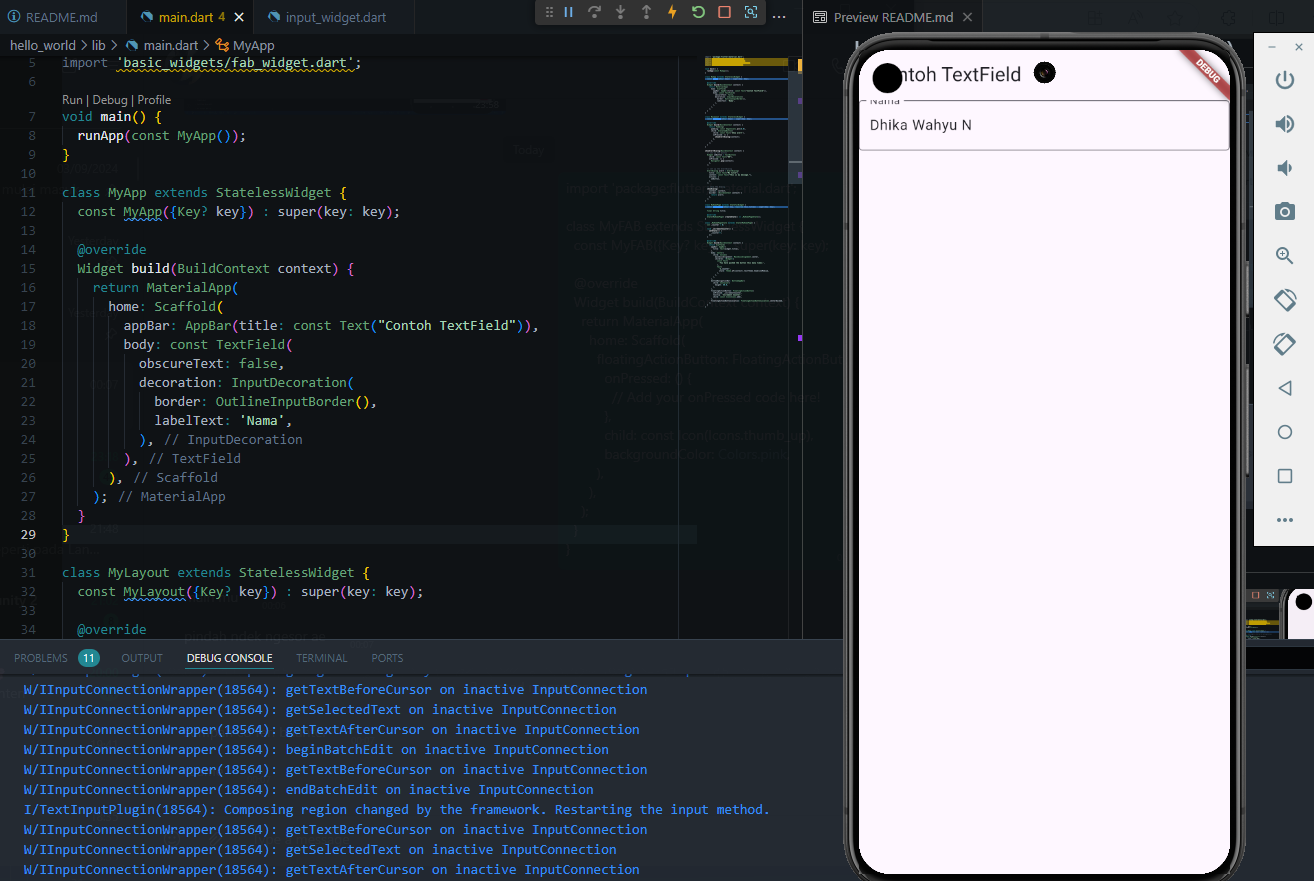 README.md
main.dart 4
input_widget.dart
Preview README.md
hello_world > lib > main.dart > MyApp
5 import 'basic_widgets/fab_widget.dart';
6
Run | Debug | Profile
7 void main() {
8 runApp(const MyApp());
9 }
10
11 class MyApp extends StatelessWidget {
12 const MyApp({Key? key}) : super(key: key);
13
14 @override
15 Widget build(BuildContext context) {
16 return MaterialApp(
17 home: Scaffold(
18 appBar: AppBar(title: const Text("Contoh TextField")),
19 body: const TextField(
20 obscureText: false,
21 decoration: InputDecoration(
22 border: OutlineInputBorder(),
23 labelText: 'Nama',
24 ), // InputDecoration
25 ), // TextField
26 ), // Scaffold
27 ); // MaterialApp
28 }
29 }
30
31 class MyLayout extends StatelessWidget {
32 const MyLayout({Key? key}) : super(key: key);
33
34 @override
PROBLEMS 11 OUTPUT DEBUG CONSOLE TERMINAL PORTS
W/IInputConnectionWrapper(18564): getTextBeforeCursor on inactive InputConnection
W/IInputConnectionWrapper(18564): getSelectedText on inactive InputConnection
W/IInputConnectionWrapper(18564): getTextAfterCursor on inactive InputConnection
W/IInputConnectionWrapper(18564): beginBatchEdit on inactive InputConnection
W/IInputConnectionWrapper(18564): getTextBeforeCursor on inactive InputConnection
W/IInputConnectionWrapper(18564): endBatchEdit on inactive InputConnection
I/TextInputPlugin(18564): Composing region changed by the framework. Restarting the input method.
W/IInputConnectionWrapper(18564): getTextBeforeCursor on inactive InputConnection
W/IInputConnectionWrapper(18564): getSelectedText on inactive InputConnection
W/IInputConnectionWrapper(18564): getTextAfterCursor on inactive InputConnection
ntoh TextField
DEBUG
Nama
Dhika Wahyu N